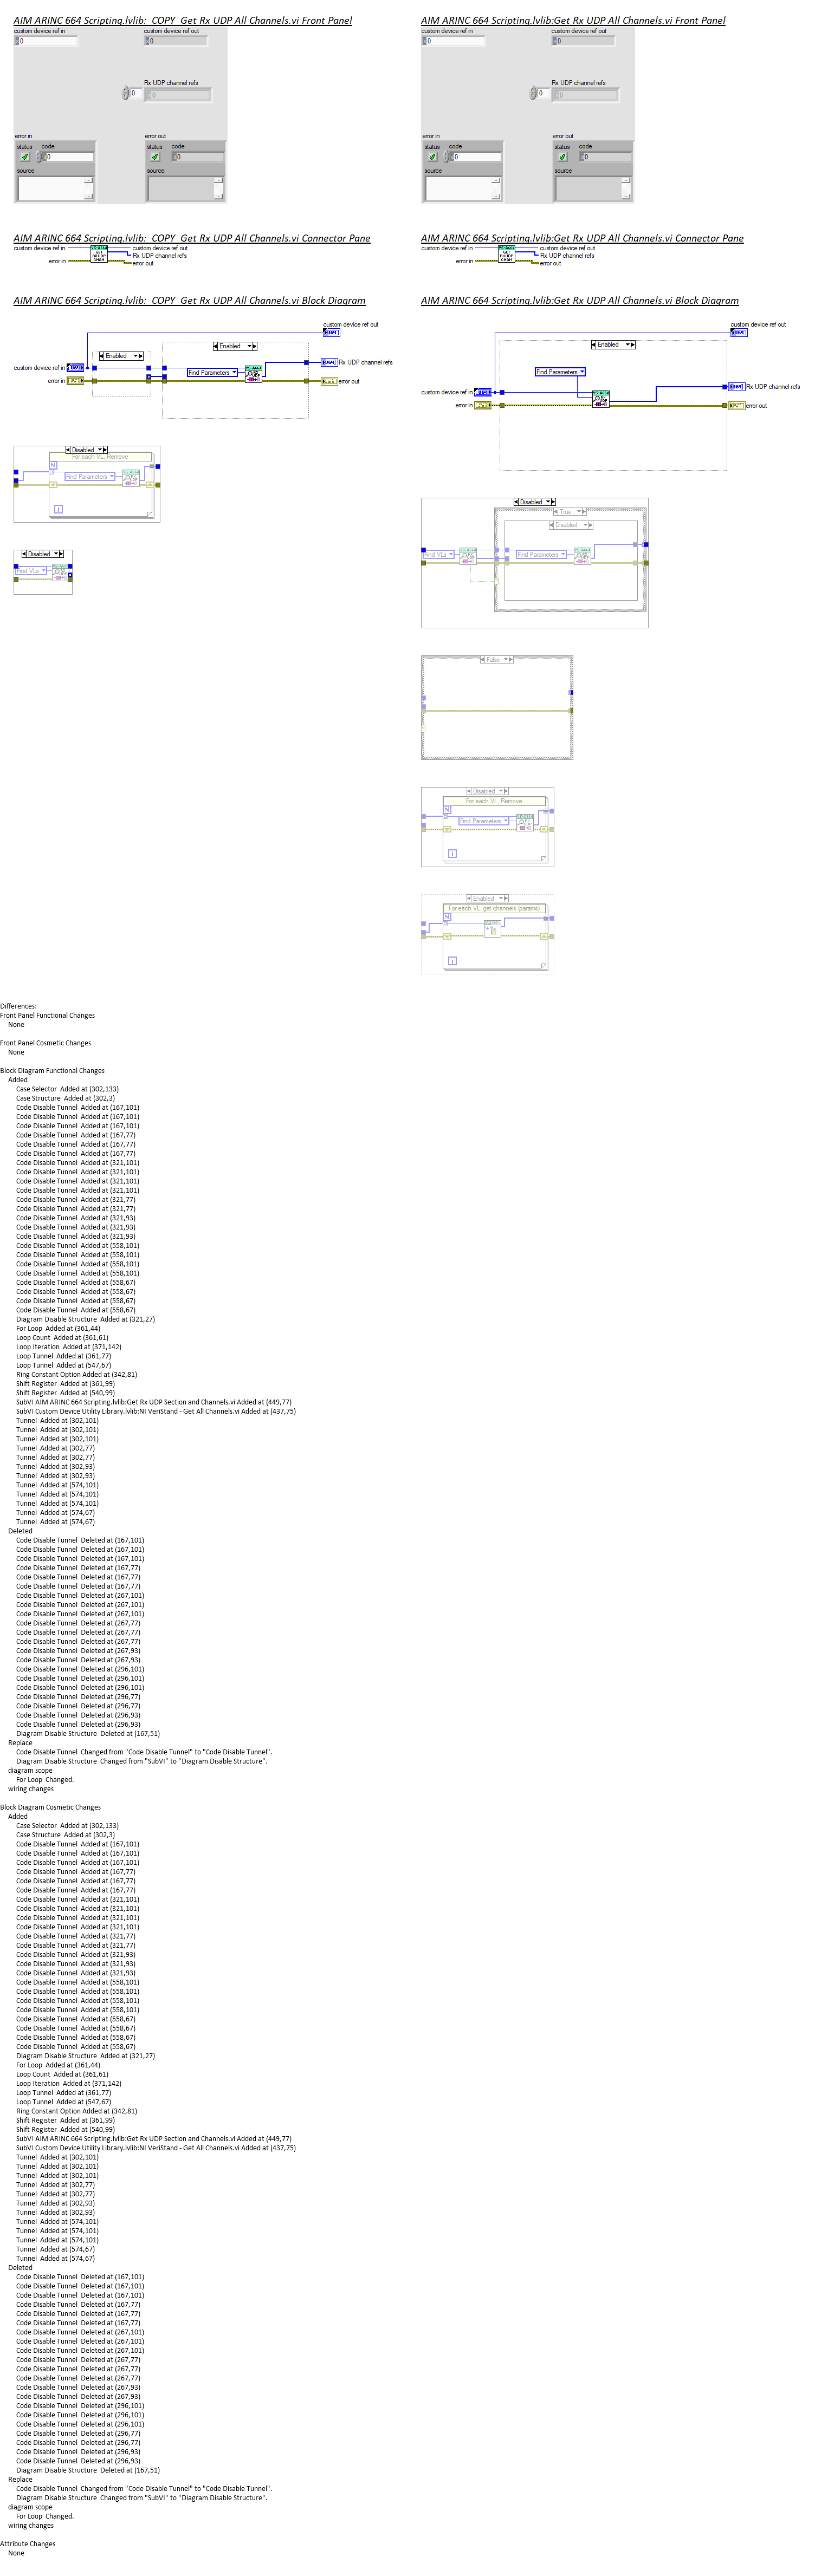 AIM ARINC 664 Scripting.lvlib:_COPY_Get Rx UDP All Channels.vi Front Panel
custom device ref in
custom device ref out
0
0
Rx UDP channel refs
0
0
error in
error out
status
code
status
code
0
0
source
source
AIM ARINC 664 Scripting.lvlib:Get Rx UDP All Channels.vi Front Panel
custom device ref in
custom device ref out
0
0
Rx UDP channel refs
0
0
error in
error out
status
code
status
code
0
0
source
source
AIM ARINC 664 Scripting.lvlib:_COPY_Get Rx UDP All Channels.vi Connector Pane
custom device ref in
custom device ref out
GET
RX UDP
CHAN
Rx UDP channel refs
error in
error out
AIM ARINC 664 Scripting.lvlib:Get Rx UDP All Channels.vi Connector Pane
custom device ref in
custom device ref out
GET
RX UDP
CHAN
Rx UDP channel refs
error in
error out
AIM ARINC 664 Scripting.lvlib:_COPY_Get Rx UDP All Channels.vi Block Diagram
custom device ref out
Enabled
Enabled
custom device ref in
Rx UDP channel refs
Find Parameters
error in
error out
Disabled
For each VL, Remove
N
Find Parameters
i
Disabled
Find VLs
AIM ARINC 664 Scripting.lvlib:Get Rx UDP All Channels.vi Block Diagram
custom device ref out
Enabled
Find Parameters
Rx UDP channel refs
custom device ref in
error in
error out
Disabled
True
Disabled
Find VLs
Find Parameters
False
Disabled
For each VL, Remove
N
Find Parameters
i
Enabled
For each VL, get channels (params)
N
i
Differences:
Front Panel Functional Changes
None
Front Panel Cosmetic Changes
None
Block Diagram Functional Changes
Added
Case Selector  Added at (302,133)
Case Structure  Added at (302,3)
Code Disable Tunnel  Added at (167,101)
Code Disable Tunnel  Added at (167,101)
Code Disable Tunnel  Added at (167,101)
Code Disable Tunnel  Added at (167,77)
Code Disable Tunnel  Added at (167,77)
Code Disable Tunnel  Added at (167,77)
Code Disable Tunnel  Added at (321,101)
Code Disable Tunnel  Added at (321,101)
Code Disable Tunnel  Added at (321,101)
Code Disable Tunnel  Added at (321,101)
Code Disable Tunnel  Added at (321,77)
Code Disable Tunnel  Added at (321,77)
Code Disable Tunnel  Added at (321,93)
Code Disable Tunnel  Added at (321,93)
Code Disable Tunnel  Added at (321,93)
Code Disable Tunnel  Added at (558,101)
Code Disable Tunnel  Added at (558,101)
Code Disable Tunnel  Added at (558,101)
Code Disable Tunnel  Added at (558,101)
Code Disable Tunnel  Added at (558,67)
Code Disable Tunnel  Added at (558,67)
Code Disable Tunnel  Added at (558,67)
Code Disable Tunnel  Added at (558,67)
Diagram Disable Structure  Added at (321,27)
For Loop  Added at (361,44)
Loop Count  Added at (361,61)
Loop Iteration  Added at (371,142)
Loop Tunnel  Added at (361,77)
Loop Tunnel  Added at (547,67)
Ring Constant Option Added at (342,81)
Shift Register  Added at (361,99)
Shift Register  Added at (540,99)
SubVI AIM ARINC 664 Scripting.lvlib:Get Rx UDP Section and Channels.vi Added at (449,77)
SubVI Custom Device Utility Library.lvlib:NI VeriStand - Get All Channels.vi Added at (437,75)
Tunnel  Added at (302,101)
Tunnel  Added at (302,101)
Tunnel  Added at (302,101)
Tunnel  Added at (302,77)
Tunnel  Added at (302,77)
Tunnel  Added at (302,93)
Tunnel  Added at (302,93)
Tunnel  Added at (574,101)
Tunnel  Added at (574,101)
Tunnel  Added at (574,101)
Tunnel  Added at (574,67)
Tunnel  Added at (574,67)
Deleted
Code Disable Tunnel  Deleted at (167,101)
Code Disable Tunnel  Deleted at (167,101)
Code Disable Tunnel  Deleted at (167,101)
Code Disable Tunnel  Deleted at (167,77)
Code Disable Tunnel  Deleted at (167,77)
Code Disable Tunnel  Deleted at (167,77)
Code Disable Tunnel  Deleted at (267,101)
Code Disable Tunnel  Deleted at (267,101)
Code Disable Tunnel  Deleted at (267,101)
Code Disable Tunnel  Deleted at (267,77)
Code Disable Tunnel  Deleted at (267,77)
Code Disable Tunnel  Deleted at (267,77)
Code Disable Tunnel  Deleted at (267,93)
Code Disable Tunnel  Deleted at (267,93)
Code Disable Tunnel  Deleted at (296,101)
Code Disable Tunnel  Deleted at (296,101)
Code Disable Tunnel  Deleted at (296,101)
Code Disable Tunnel  Deleted at (296,77)
Code Disable Tunnel  Deleted at (296,77)
Code Disable Tunnel  Deleted at (296,93)
Code Disable Tunnel  Deleted at (296,93)
Diagram Disable Structure  Deleted at (167,51)
Replace
Code Disable Tunnel  Changed from "Code Disable Tunnel" to "Code Disable Tunnel".
Diagram Disable Structure  Changed from "SubVI" to "Diagram Disable Structure".
diagram scope
For Loop  Changed.
wiring changes
Block Diagram Cosmetic Changes
Added
Case Selector  Added at (302,133)
Case Structure  Added at (302,3)
Code Disable Tunnel  Added at (167,101)
Code Disable Tunnel  Added at (167,101)
Code Disable Tunnel  Added at (167,101)
Code Disable Tunnel  Added at (167,77)
Code Disable Tunnel  Added at (167,77)
Code Disable Tunnel  Added at (167,77)
Code Disable Tunnel  Added at (321,101)
Code Disable Tunnel  Added at (321,101)
Code Disable Tunnel  Added at (321,101)
Code Disable Tunnel  Added at (321,101)
Code Disable Tunnel  Added at (321,77)
Code Disable Tunnel  Added at (321,77)
Code Disable Tunnel  Added at (321,93)
Code Disable Tunnel  Added at (321,93)
Code Disable Tunnel  Added at (321,93)
Code Disable Tunnel  Added at (558,101)
Code Disable Tunnel  Added at (558,101)
Code Disable Tunnel  Added at (558,101)
Code Disable Tunnel  Added at (558,101)
Code Disable Tunnel  Added at (558,67)
Code Disable Tunnel  Added at (558,67)
Code Disable Tunnel  Added at (558,67)
Code Disable Tunnel  Added at (558,67)
Diagram Disable Structure  Added at (321,27)
For Loop  Added at (361,44)
Loop Count  Added at (361,61)
Loop Iteration  Added at (371,142)
Loop Tunnel  Added at (361,77)
Loop Tunnel  Added at (547,67)
Ring Constant Option Added at (342,81)
Shift Register  Added at (361,99)
Shift Register  Added at (540,99)
SubVI AIM ARINC 664 Scripting.lvlib:Get Rx UDP Section and Channels.vi Added at (449,77)
SubVI Custom Device Utility Library.lvlib:NI VeriStand - Get All Channels.vi Added at (437,75)
Tunnel  Added at (302,101)
Tunnel  Added at (302,101)
Tunnel  Added at (302,101)
Tunnel  Added at (302,77)
Tunnel  Added at (302,77)
Tunnel  Added at (302,93)
Tunnel  Added at (302,93)
Tunnel  Added at (574,101)
Tunnel  Added at (574,101)
Tunnel  Added at (574,101)
Tunnel  Added at (574,67)
Tunnel  Added at (574,67)
Deleted
Code Disable Tunnel  Deleted at (167,101)
Code Disable Tunnel  Deleted at (167,101)
Code Disable Tunnel  Deleted at (167,101)
Code Disable Tunnel  Deleted at (167,77)
Code Disable Tunnel  Deleted at (167,77)
Code Disable Tunnel  Deleted at (167,77)
Code Disable Tunnel  Deleted at (267,101)
Code Disable Tunnel  Deleted at (267,101)
Code Disable Tunnel  Deleted at (267,101)
Code Disable Tunnel  Deleted at (267,77)
Code Disable Tunnel  Deleted at (267,77)
Code Disable Tunnel  Deleted at (267,77)
Code Disable Tunnel  Deleted at (267,93)
Code Disable Tunnel  Deleted at (267,93)
Code Disable Tunnel  Deleted at (296,101)
Code Disable Tunnel  Deleted at (296,101)
Code Disable Tunnel  Deleted at (296,101)
Code Disable Tunnel  Deleted at (296,77)
Code Disable Tunnel  Deleted at (296,77)
Code Disable Tunnel  Deleted at (296,93)
Code Disable Tunnel  Deleted at (296,93)
Diagram Disable Structure  Deleted at (167,51)
Replace
Code Disable Tunnel  Changed from "Code Disable Tunnel" to "Code Disable Tunnel".
Diagram Disable Structure  Changed from "SubVI" to "Diagram Disable Structure".
diagram scope
For Loop  Changed.
wiring changes
Attribute Changes
None